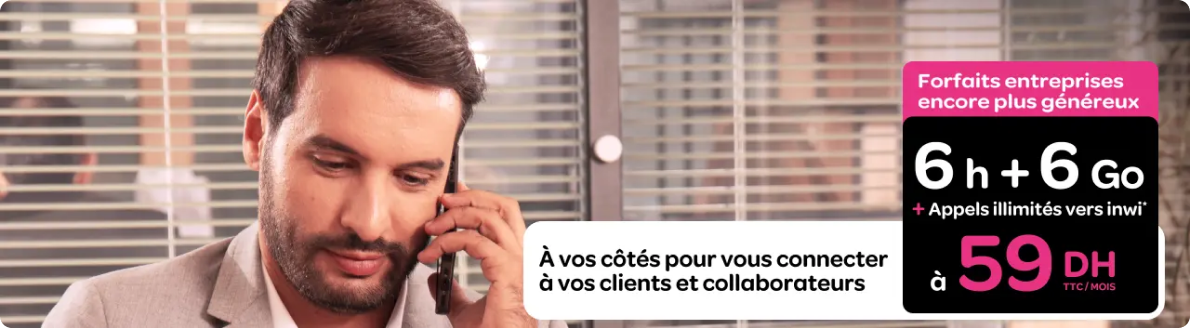 Forfaits entreprises
encore plus généreux
6 h + 6 Go
+ Appels illimités vers inwi*
à 59 DH
TTC / MOIS
À vos côtés pour vous connecter
à vos clients et collaborateurs